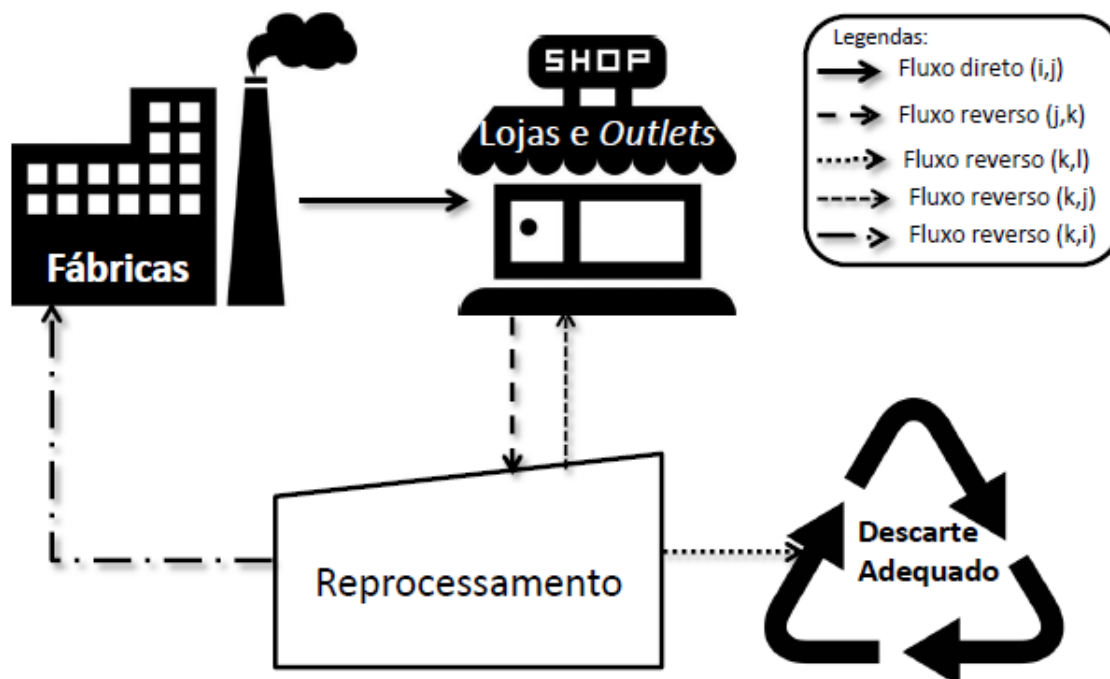 SHOP
Lojas e Outlets
Fábricas
Legendas:
Fluxo direto (i,j)
Fluxo reverso (j,k)
Fluxo reverso (k,l)
Fluxo reverso (k,j)
Fluxo reverso (k,i)
Reprocessamento
Descarte
Adequado